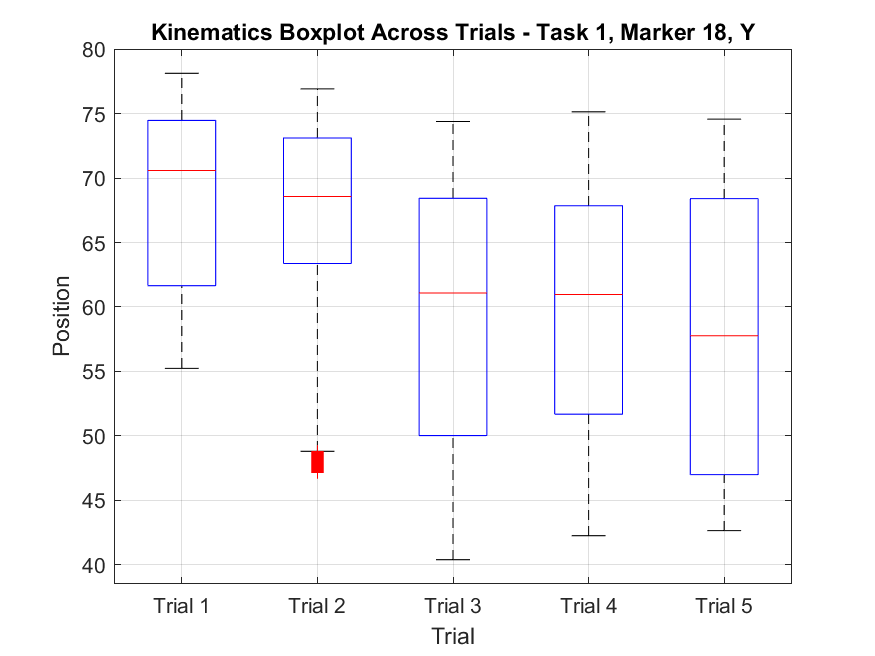 Kinematics Boxplot Across Trials - Task 1, Marker 18, Y
80
75
70
65
60
55
50
45
40
Position
Trial 1 Trial 2 Trial 3 Trial 4 Trial 5
Trial